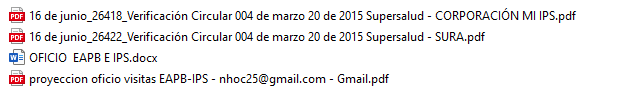 16 de junio_26418_Verificación Circular 004 de marzo 20 de 2015 Supersalud - CORPORACIÓN MI IPS.pdf
16 de junio_26422_Verificación Circular 004 de marzo 20 de 2015 Supersalud - SURA.pdf
OFICIO  EAPB E IPS.docx
proyeccion oficio visitas EAPB-IPS - nhoc25@gmail.com - Gmail.pdf